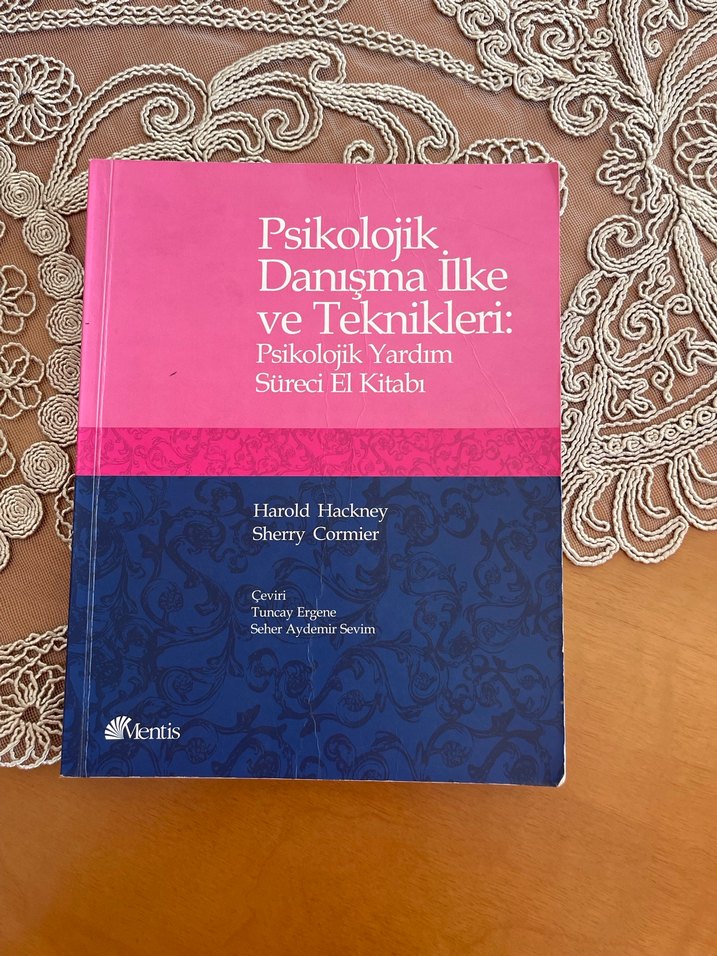 Psikolojik
Danışma İlke
ve Teknikleri:
Psikolojik Yardım
Süreci El Kitabı
Harold Hackney
Sherry Cormier
Çeviri
Tuncay Ergene
Seher Aydemir Sevim
Mentis